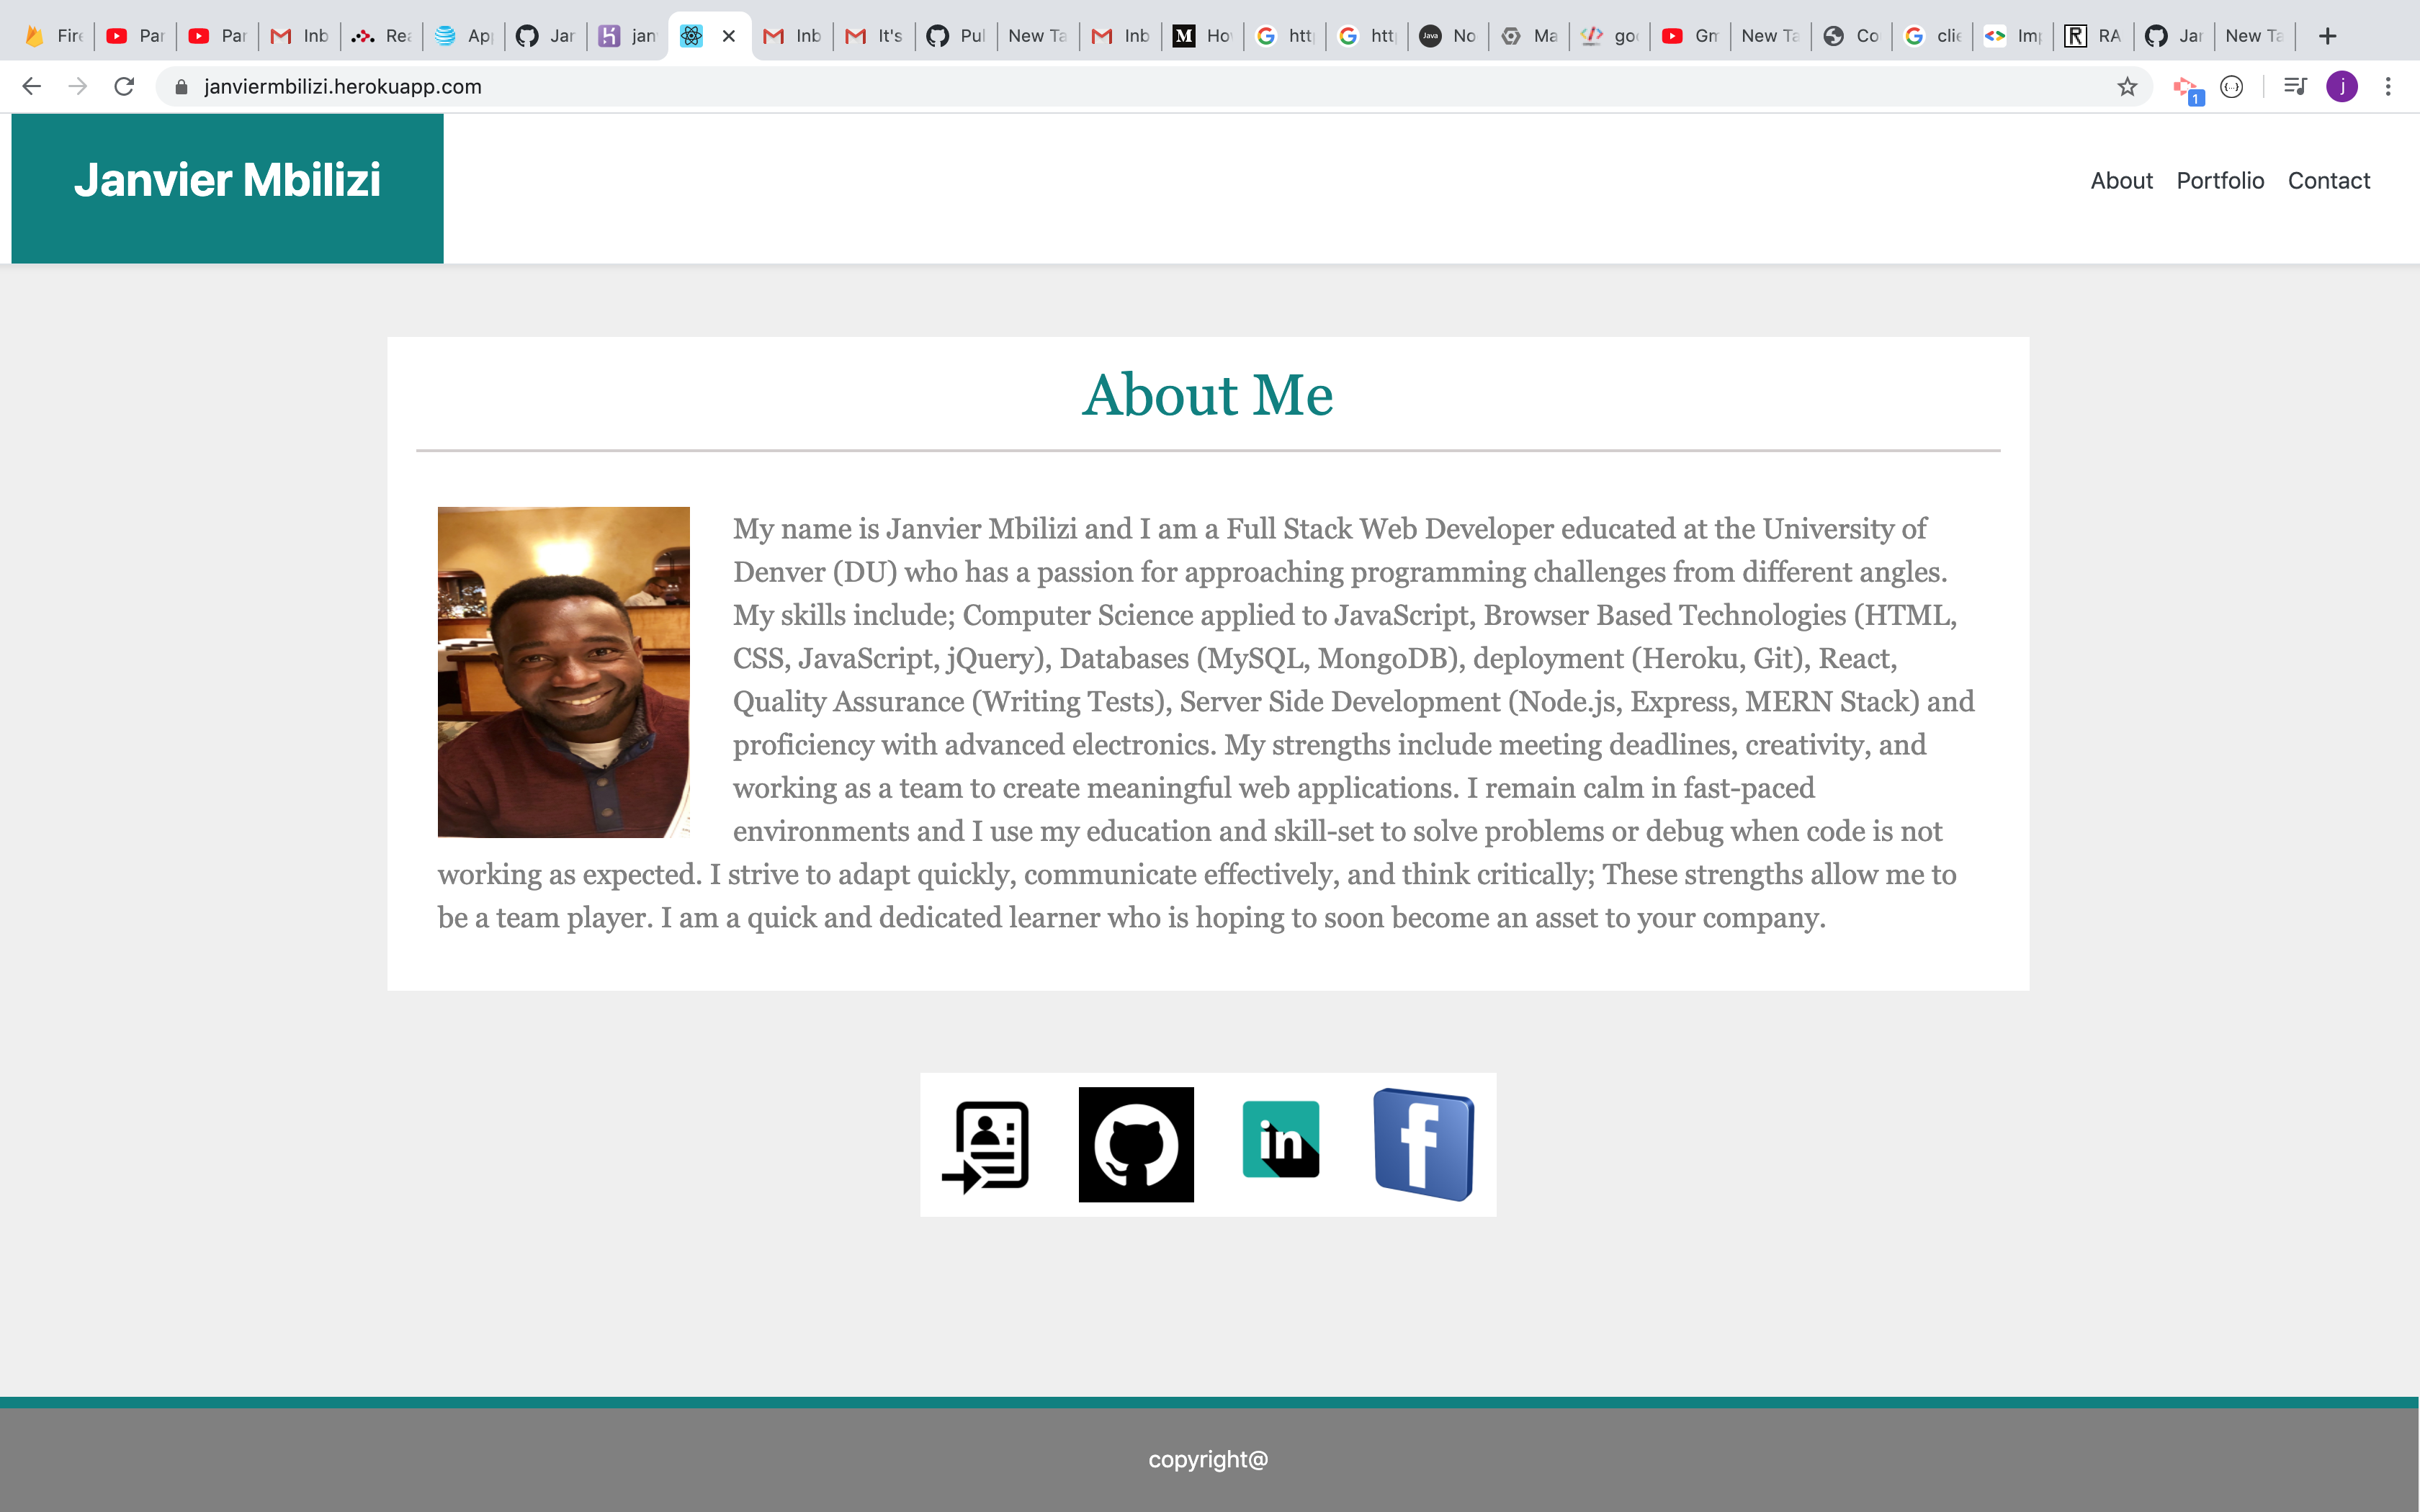 Fire Par Par Inb Rea App Jar jan Inb It's Pul New Ta Inb M Ho htt htt Java No Ma goo Gm New Ta Co clie Imp R RA Jar New Ta
janviermbilizi.herokuapp.com 1 {...} j
Janvier Mbilizi
About Portfolio Contact
About Me
My name is Janvier Mbilizi and I am a Full Stack Web Developer educated at the University of
Denver (DU) who has a passion for approaching programming challenges from different angles.
My skills include; Computer Science applied to JavaScript, Browser Based Technologies (HTML,
CSS, JavaScript, jQuery), Databases (MySQL, MongoDB), deployment (Heroku, Git), React,
Quality Assurance (Writing Tests), Server Side Development (Node.js, Express, MERN Stack) and
proficiency with advanced electronics. My strengths include meeting deadlines, creativity, and
working as a team to create meaningful web applications. I remain calm in fast-paced
environments and I use my education and skill-set to solve problems or debug when code is not
working as expected. I strive to adapt quickly, communicate effectively, and think critically; These strengths allow me to
be a team player. I am a quick and dedicated learner who is hoping to soon become an asset to your company.
in f
copyright@